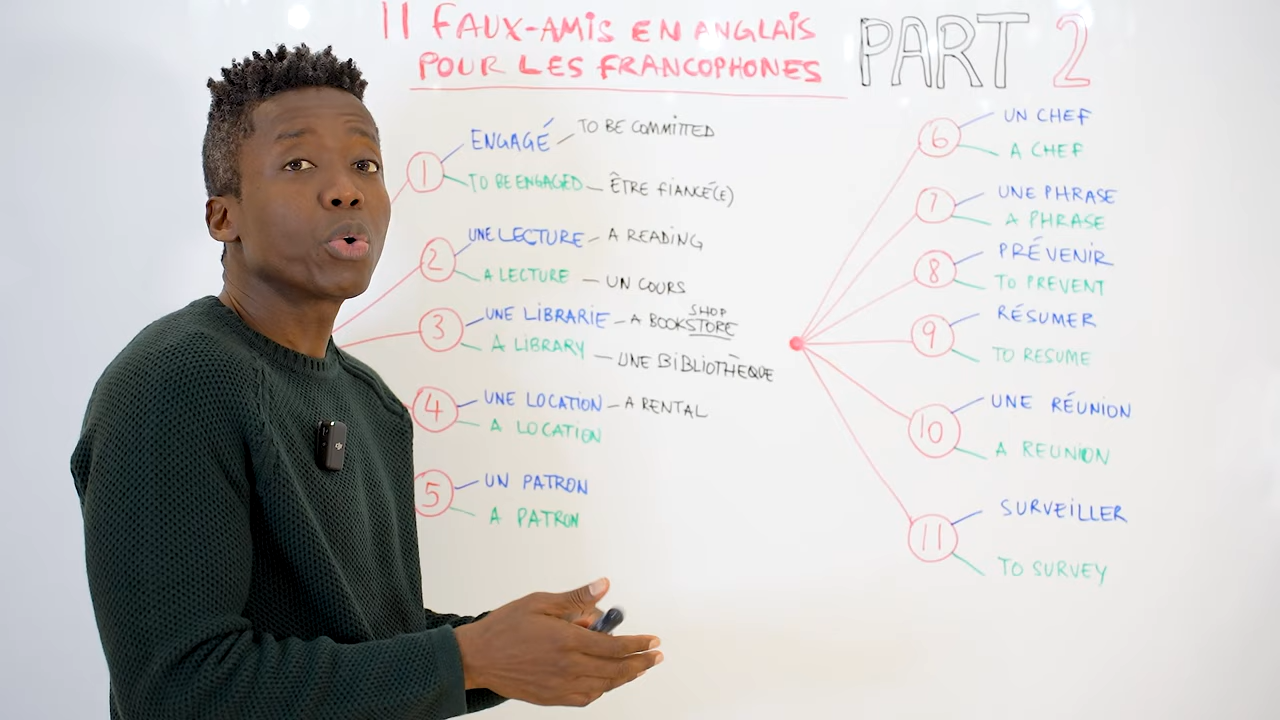 11 FAUX-AMIS EN ANGLAIS
POUR LES FRANCOPHONES
PART 2
1
ENGAGÉ
TO BE COMMITTED
TO BE ENGAGED
ÊTRE FIANCÉ(E)
2
UNE LECTURE
A READING
A LECTURE
UN COURS
3
UNE LIBRARIE
SHOP
A BOOKSTORE
A LIBRARY
UNE BIBLIOTHÈQUE
4
UNE LOCATION
A RENTAL
A LOCATION
5
UN PATRON
A PATRON
6
UN CHEF
A CHEF
7
UNE PHRASE
A PHRASE
8
PRÉVENIR
TO PREVENT
9
RÉSUMER
TO RESUME
10
UNE RÉUNION
A REUNION
11
SURVEILLER
TO SURVEY
dji